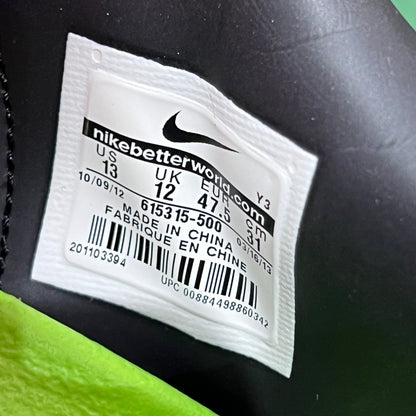 nikebetterworld.com
US UK EUR cm Y3
13 12 47.5 31
10/09/12 615315-500 03/16/13
MADE IN CHINA
FABRIQUE EN CHINE
201103394
UPC 00884498860342